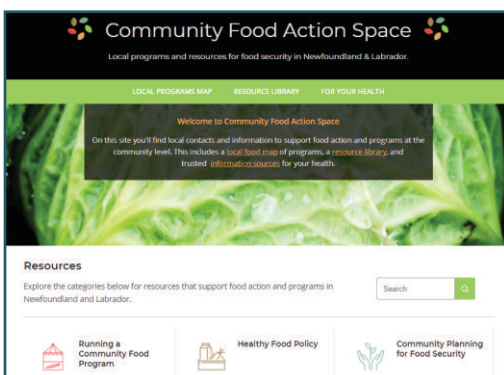 Community Food Action Space
Local programs and resources for food security in Newfoundland & Labrador.
LOCAL PROGRAMS MAP RESOURCE LIBRARY FOR YOUR HEALTH
Welcome to Community Food Action Space
On this site you'll find local contacts and information to support food action and programs at the
community level. This includes a local food map of programs, a resource library, and
trusted information sources for your health.
Resources
Explore the categories below for resources that support food action and programs in
Newfoundland and Labrador.
Search
Running a
Community Food
Program
Healthy Food Policy
Community Planning
for Food Security